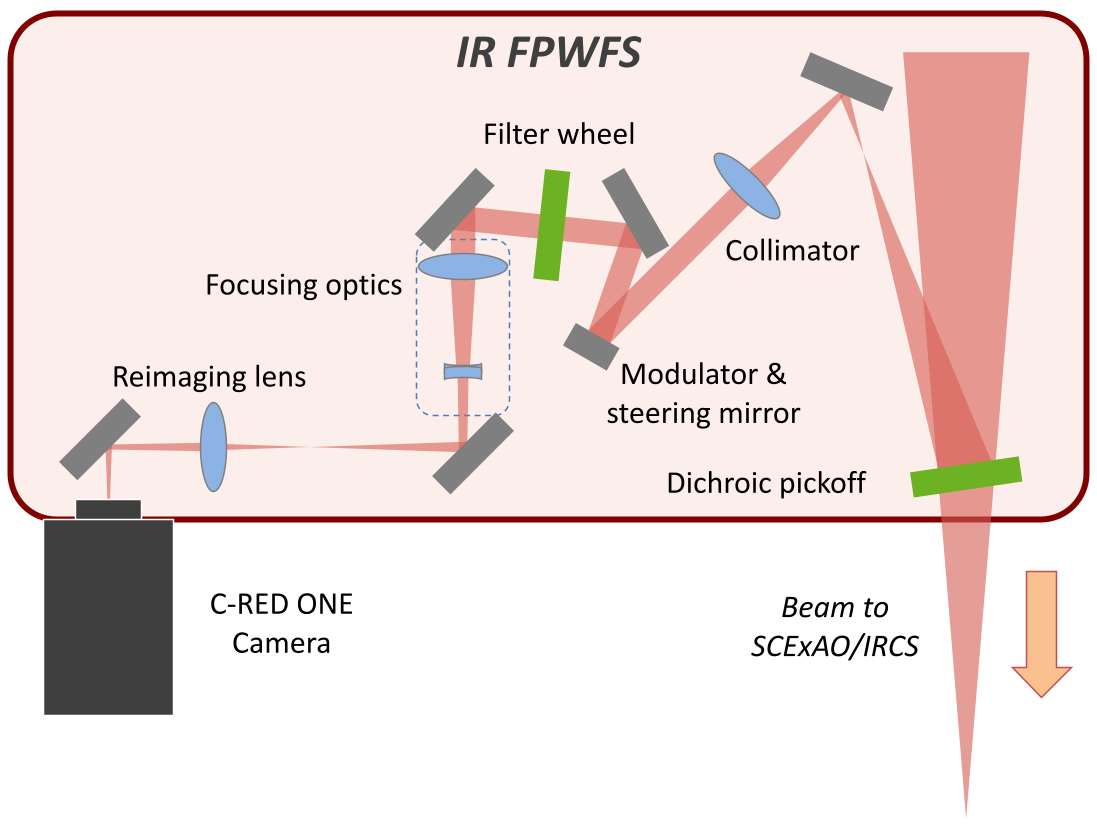 IR FPWFS
Filter wheel
Collimator
Focusing optics
Reimaging lens
Modulator &
steering mirror
Dichroic pickoff
C-RED ONE
Camera
Beam to
SCExAO/IRCS